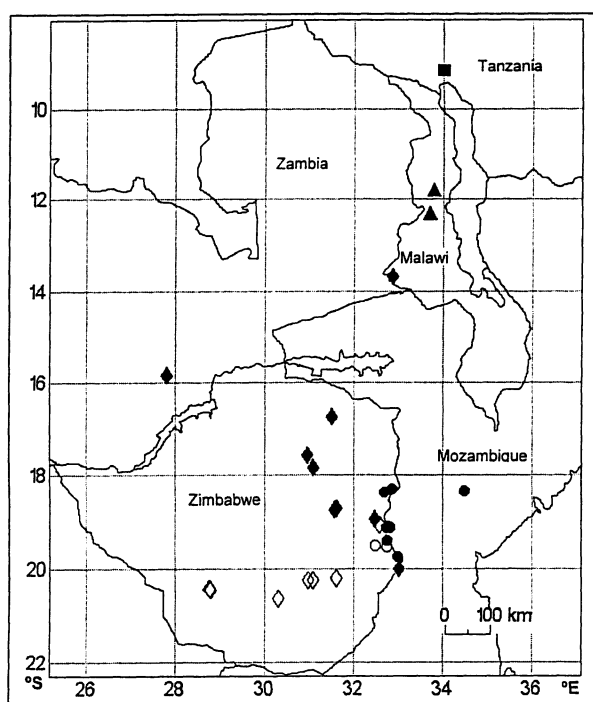 Tanzania
10
Zambia
12
Malawi
14
16
Mozambique
18
Zimbabwe
20
0 100 km
22
°S 26 28 30 32 34 36 °E